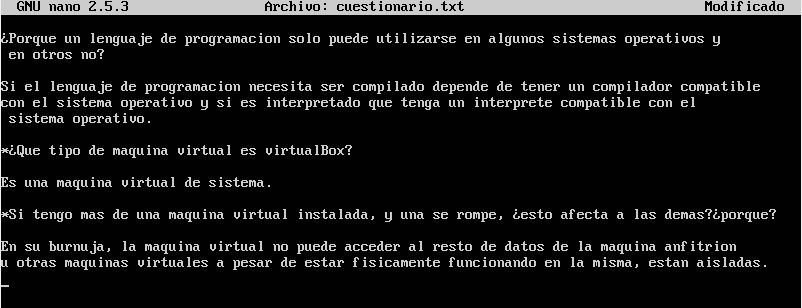 GNU nano 2.5.3 Archivo: cuestionario.txt Modificado
¿Porque un lenguaje de programacion solo puede utilizarse en algunos sistemas operativos y
en otros no?
Si el lenguaje de programacion necesita ser compilado depende de tener un compilador compatible
con el sistema operativo y si es interpretado que tenga un interprete compatible con el
sistema operativo.
*¿Que tipo de maquina virtual es virtualBox?
Es una maquina virtual de sistema.
*Si tengo mas de una maquina virtual instalada, y una se rompe, ¿esto afecta a las demas?¿porque?
En su burnuja, la maquina virtual no puede acceder al resto de datos de la maquina anfitrion
u otras maquinas virtuales a pesar de estar fisicamente funcionando en la misma, estan aisladas.